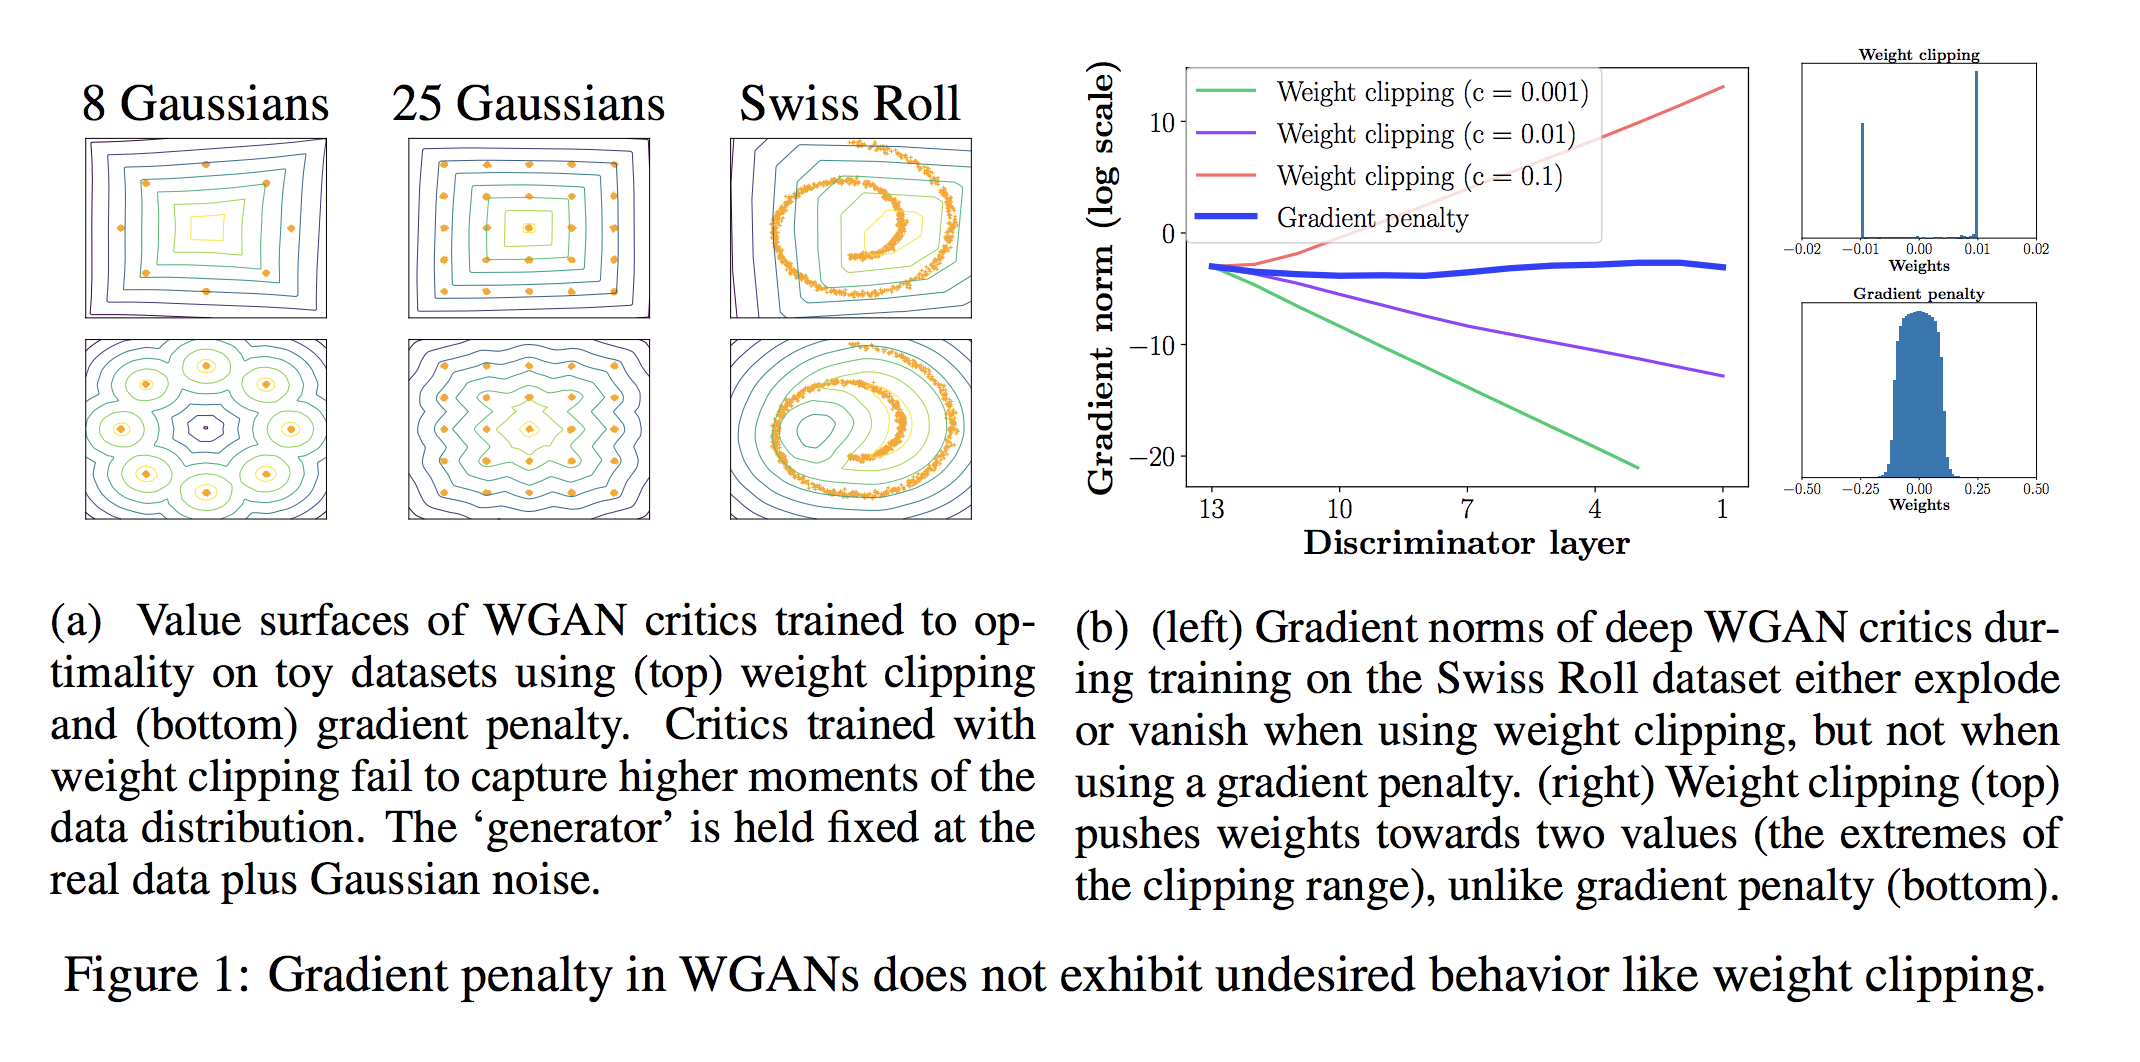 8 Gaussians
25 Gaussians
Swiss Roll
Gradient norm (log scale)
10
0
−10
−20
Weight clipping (c = 0.001)
Weight clipping (c = 0.01)
Weight clipping (c = 0.1)
Gradient penalty
13
10
7
4
1
Discriminator layer
Weight clipping
−0.02
−0.01
0.00
0.01
0.02
Weights
Gradient penalty
−0.50
−0.25
0.00
0.25
0.50
Weights
(a) Value surfaces of WGAN critics trained to op-
timality on toy datasets using (top) weight clipping
and (bottom) gradient penalty. Critics trained with
weight clipping fail to capture higher moments of the
data distribution. The ‘generator’ is held fixed at the
real data plus Gaussian noise.
(b) (left) Gradient norms of deep WGAN critics dur-
ing training on the Swiss Roll dataset either explode
or vanish when using weight clipping, but not when
using a gradient penalty. (right) Weight clipping (top)
pushes weights towards two values (the extremes of
the clipping range), unlike gradient penalty (bottom).
Figure 1: Gradient penalty in WGANs does not exhibit undesired behavior like weight clipping.